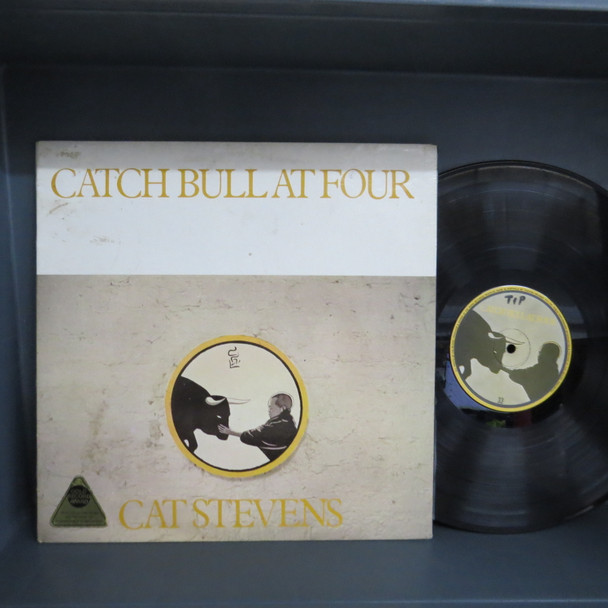 CATCH BULL AT FOUR
TIP
CAT STEVENS